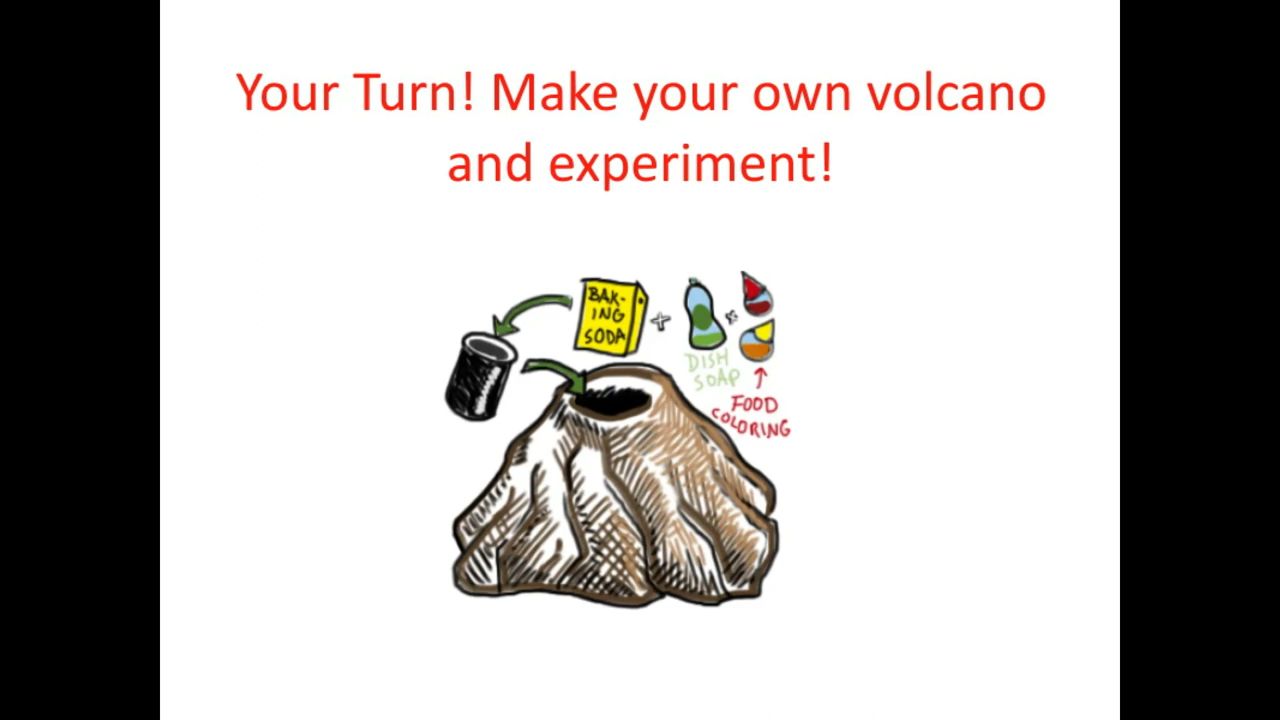 Your Turn! Make your own volcano
and experiment!
BAK-
ING
SODA
DISH
SOAP
FOOD
COLORING